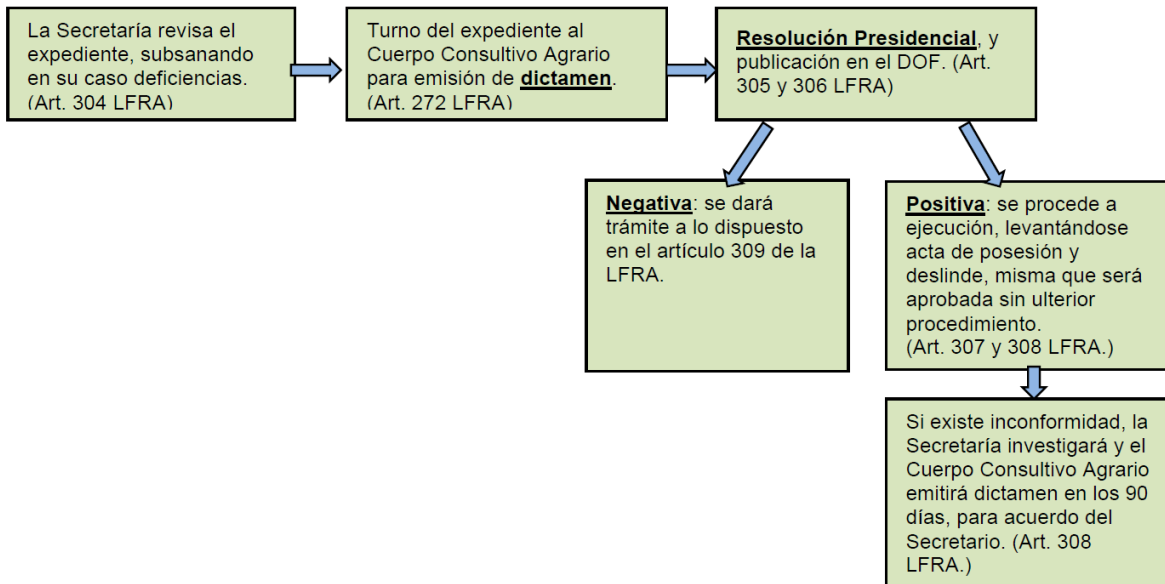 La Secretaría revisa el
expediente, subsanando
en su caso deficiencias.
(Art. 304 LFRA)
Turno del expediente al
Cuerpo Consultivo Agrario
para emisión de dictamen.
(Art. 272 LFRA)
Resolución Presidencial, y
publicación en el DOF. (Art.
305 y 306 LFRA)
Negativa: se dará
trámite a lo dispuesto
en el artículo 309 de la
LFRA.
Positiva: se procede a
ejecución, levantándose
acta de posesión y
deslinde, misma que será
aprobada sin ulterior
procedimiento.
(Art. 307 y 308 LFRA.)
Si existe inconformidad, la
Secretaría investigará y el
Cuerpo Consultivo Agrario
emitirá dictamen en los 90
días, para acuerdo del
Secretario. (Art. 308
LFRA.)